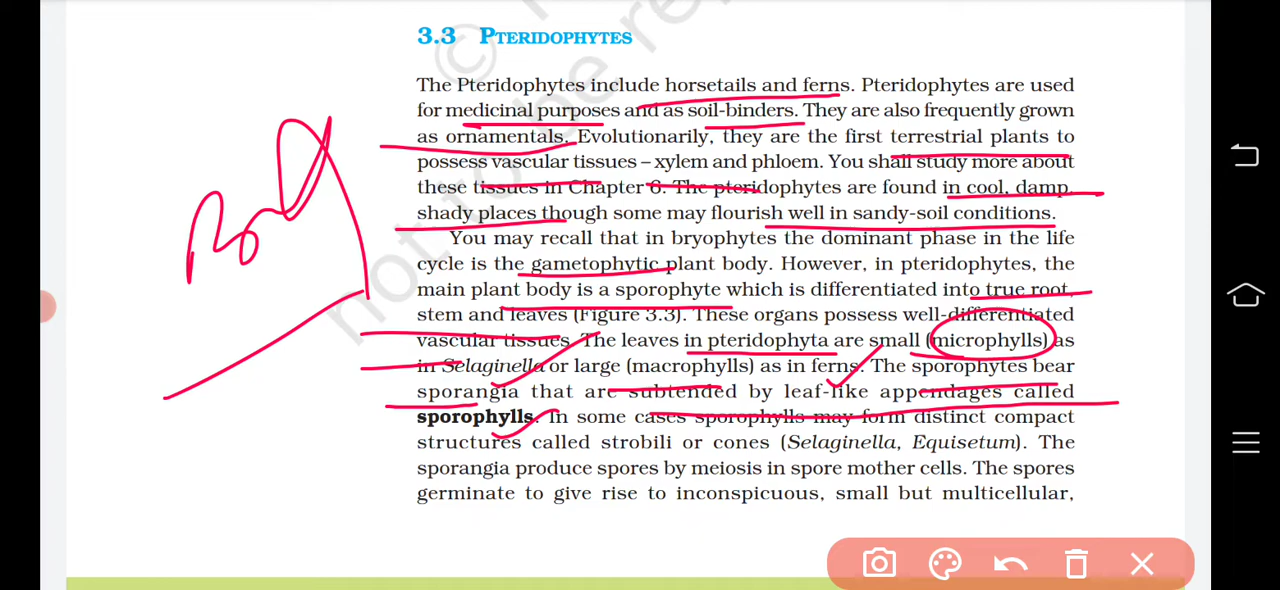 3.3 PTERIDOPHYTES
The Pteridophytes include horsetails and ferns. Pteridophytes are used
for medicinal purposes and as soil-binders. They are also frequently grown
as ornamentals. Evolutionarily, they are the first terrestrial plants to
possess vascular tissues – xylem and phloem. You shall study more about
these tissues in Chapter 6. The pteridophytes are found in cool, damp,
shady places though some may flourish well in sandy-soil conditions.
You may recall that in bryophytes the dominant phase in the life
cycle is the gametophytic plant body. However, in pteridophytes, the
main plant body is a sporophyte which is differentiated into true root,
stem and leaves (Figure 3.3). These organs possess well-differentiated
vascular tissues. The leaves in pteridophyta are small (microphylls) as
in Selaginella or large (macrophylls) as in ferns. The sporophytes bear
sporangia that are subtended by leaf-like appendages called
sporophylls. In some cases sporophylls may form distinct compact
structures called strobili or cones (Selaginella, Equisetum). The
sporangia produce spores by meiosis in spore mother cells. The spores
germinate to give rise to inconspicuous, small but multicellular,